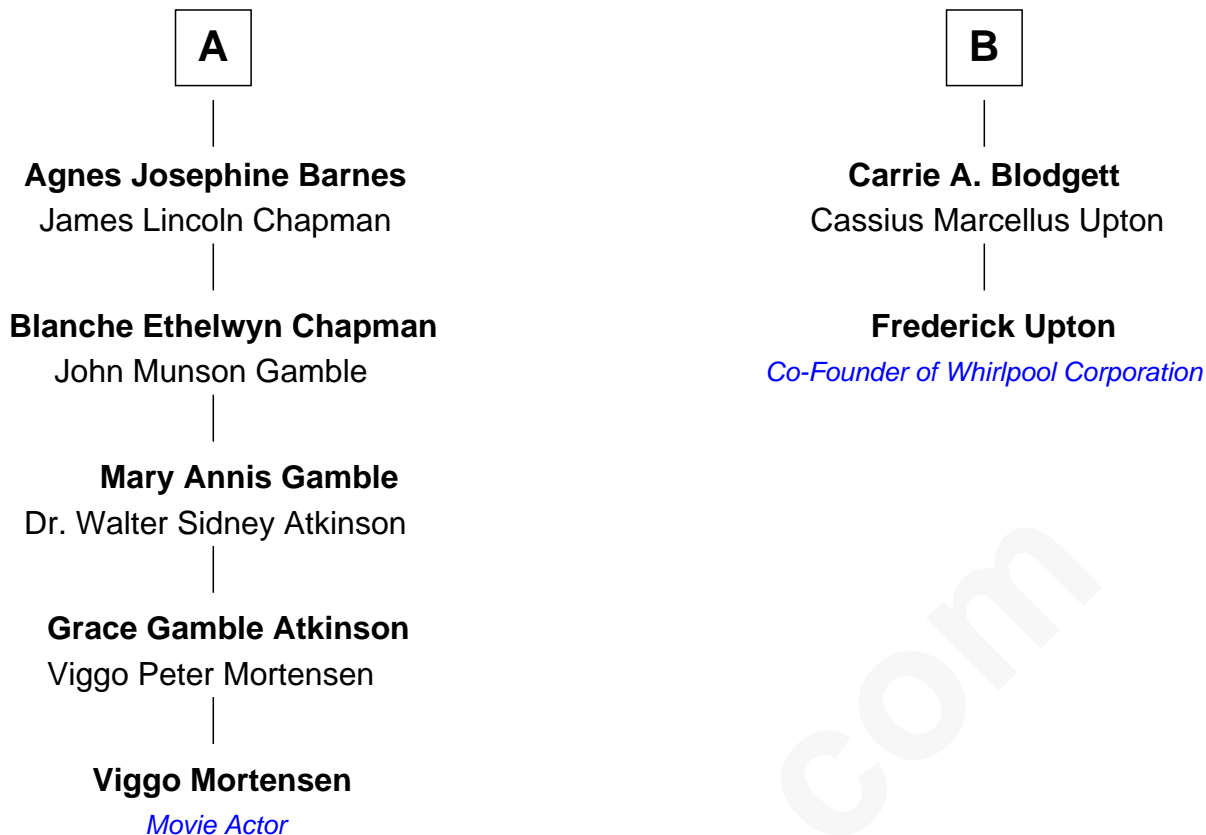 A
Agnes Josephine Barnes
James Lincoln Chapman
Blanche Ethelwyn Chapman
John Munson Gamble
Mary Annis Gamble
Dr. Walter Sidney Atkinson
Grace Gamble Atkinson
Viggo Peter Mortensen
Viggo Mortensen
Movie Actor
B
Carrie A. Blodgett
Cassius Marcellus Upton
Frederick Upton
Co-Founder of Whirlpool Corporation
com